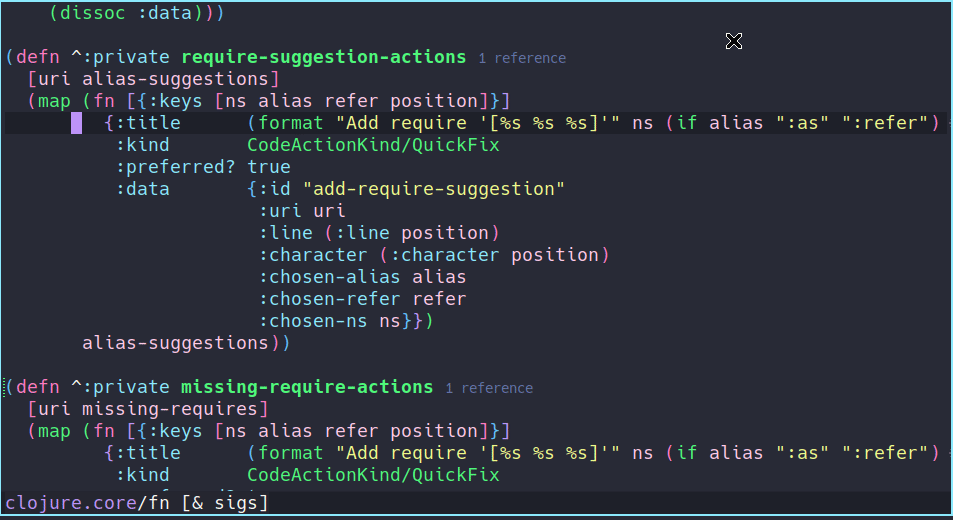 (dissoc :data)))
(defn ^:private require-suggestion-actions 1 reference
[uri alias-suggestions]
(map (fn [{:keys [ns alias refer position]}]
{:title (format "Add require '[%s %s %s]'" ns (if alias ":as" ":refer")
:kind CodeActionKind/QuickFix
:preferred? true
:data {:id "add-require-suggestion"
:uri uri
:line (:line position)
:character (:character position)
:chosen-alias alias
:chosen-refer refer
:chosen-ns ns}})
alias-suggestions))
(defn ^:private missing-require-actions 1 reference
[uri missing-requires]
(map (fn [{:keys [ns alias refer position]}]
{:title (format "Add require '[%s %s %s]'" ns (if alias ":as" ":refer")
:kind CodeActionKind/QuickFix
clojure.core/fn [& sigs]